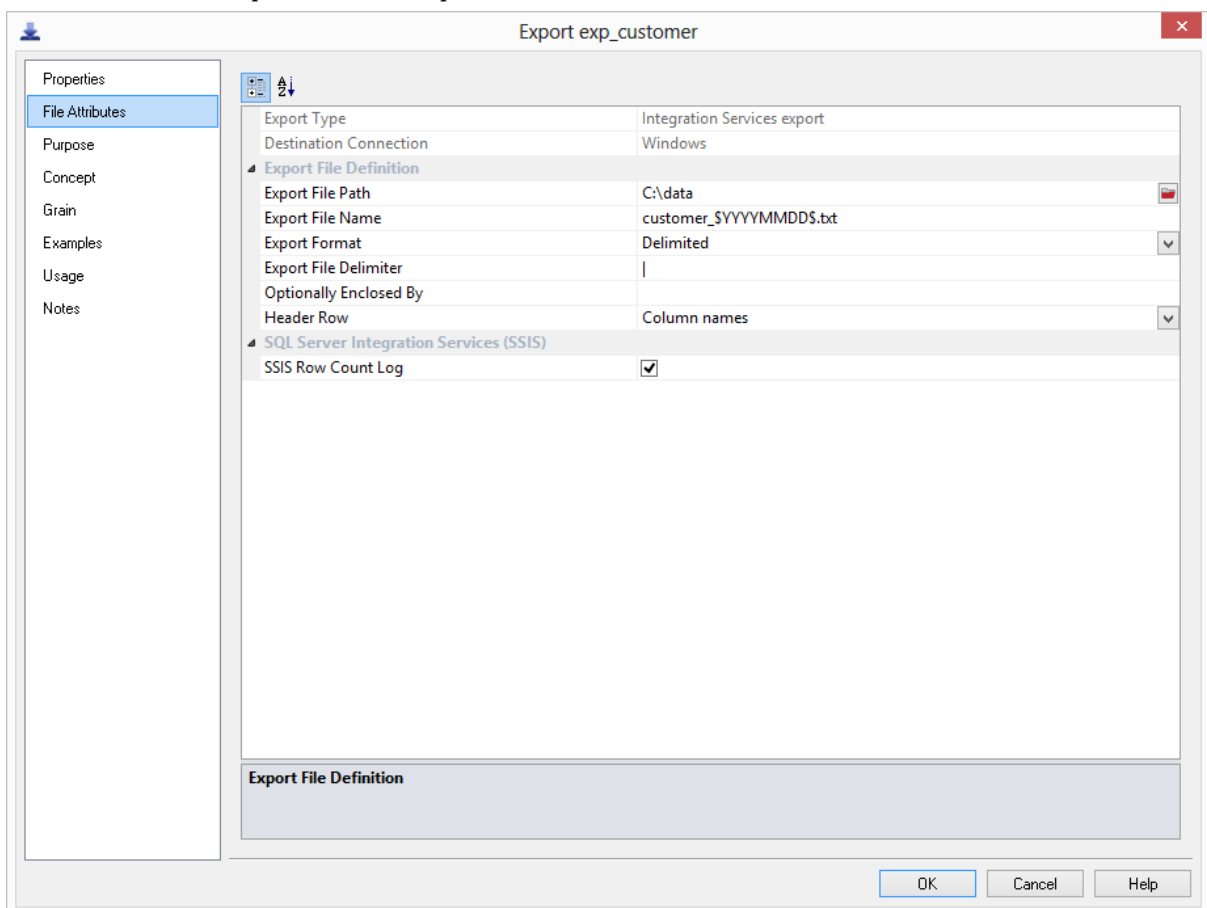 Export exp_customer
Properties
File Attributes
Purpose
Concept
Grain
Examples
Usage
Notes
Export Type Integration Services export
Destination Connection Windows
Export File Definition
Export File Path C:\data
Export File Name customer_$YYYYMMDD$.txt
Export Format Delimited
Export File Delimiter |
Optionally Enclosed By
Header Row Column names
SQL Server Integration Services (SSIS)
SSIS Row Count Log
Export File Definition
OK Cancel Help